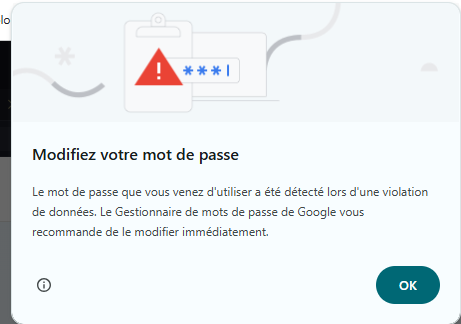 ***
Modifiez votre mot de passe
Le mot de passe que vous venez d'utiliser a été détecté lors d'une violation
de données. Le Gestionnaire de mots de passe de Google vous
recommande de le modifier immédiatement.
OK